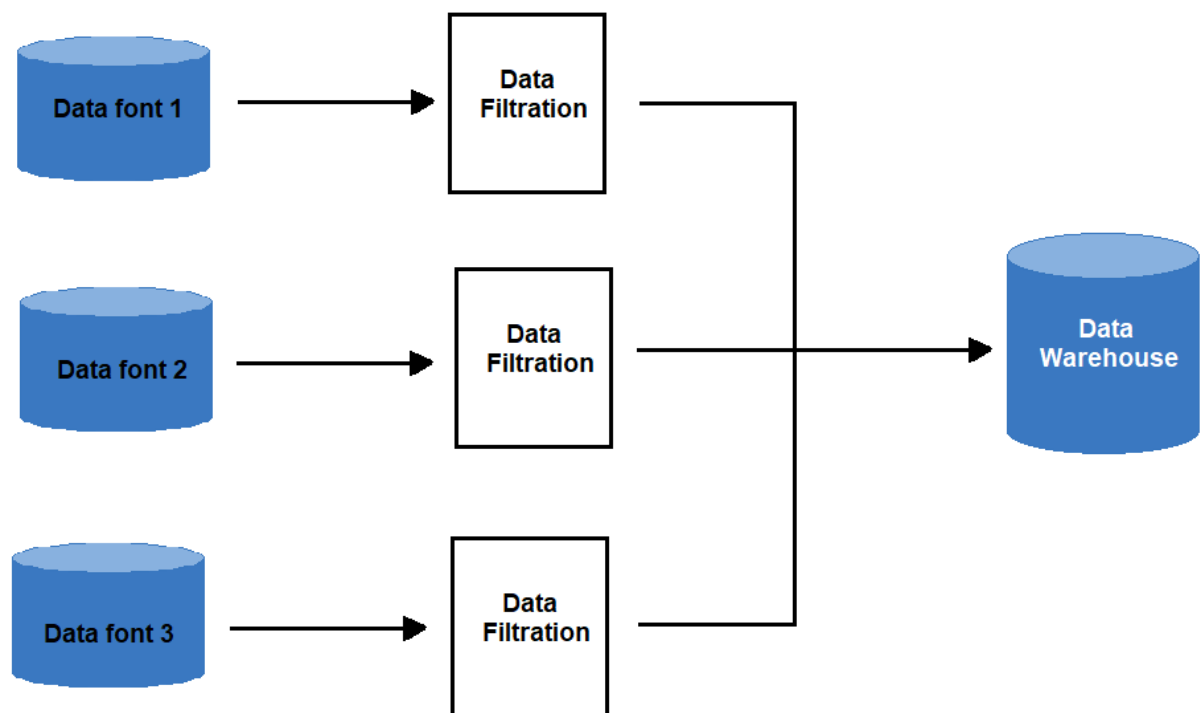 Data font 1
Data
Filtration
Data font 2
Data
Filtration
Data
Warehouse
Data font 3
Data
Filtration